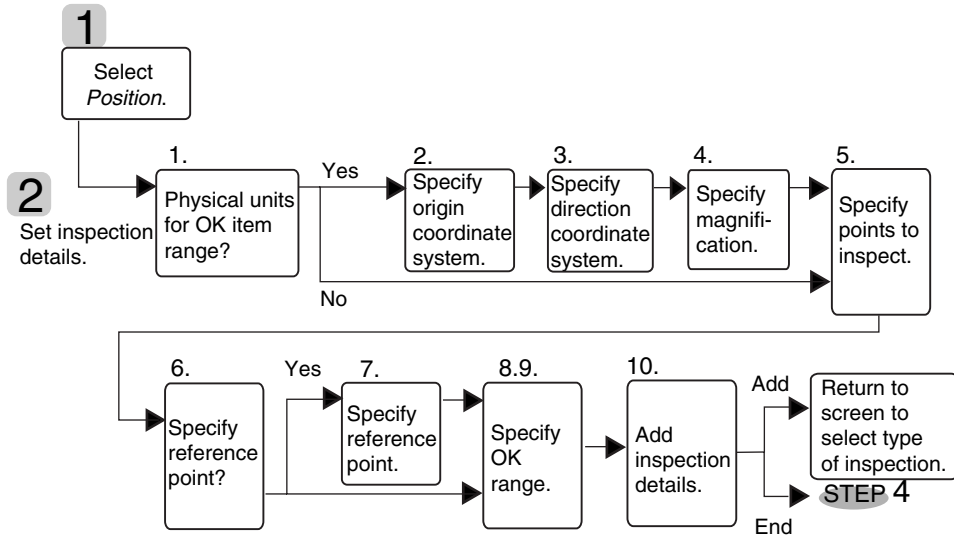 1
Select
Position.
2
Set inspection
details.
1.
Physical units
for OK item
range?
Yes
No
2.
Specify
origin
coordinate
system.
3.
Specify
direction
coordinate
system.
4.
Specify
magnifi-
cation.
5.
Specify
points to
inspect.
6.
Specify
reference
point?
Yes
7.
Specify
reference
point.
8.9.
Specify
OK
range.
10.
Add
inspection
details.
Add
Return to
screen to
select type
of inspection.
End
STEP 4